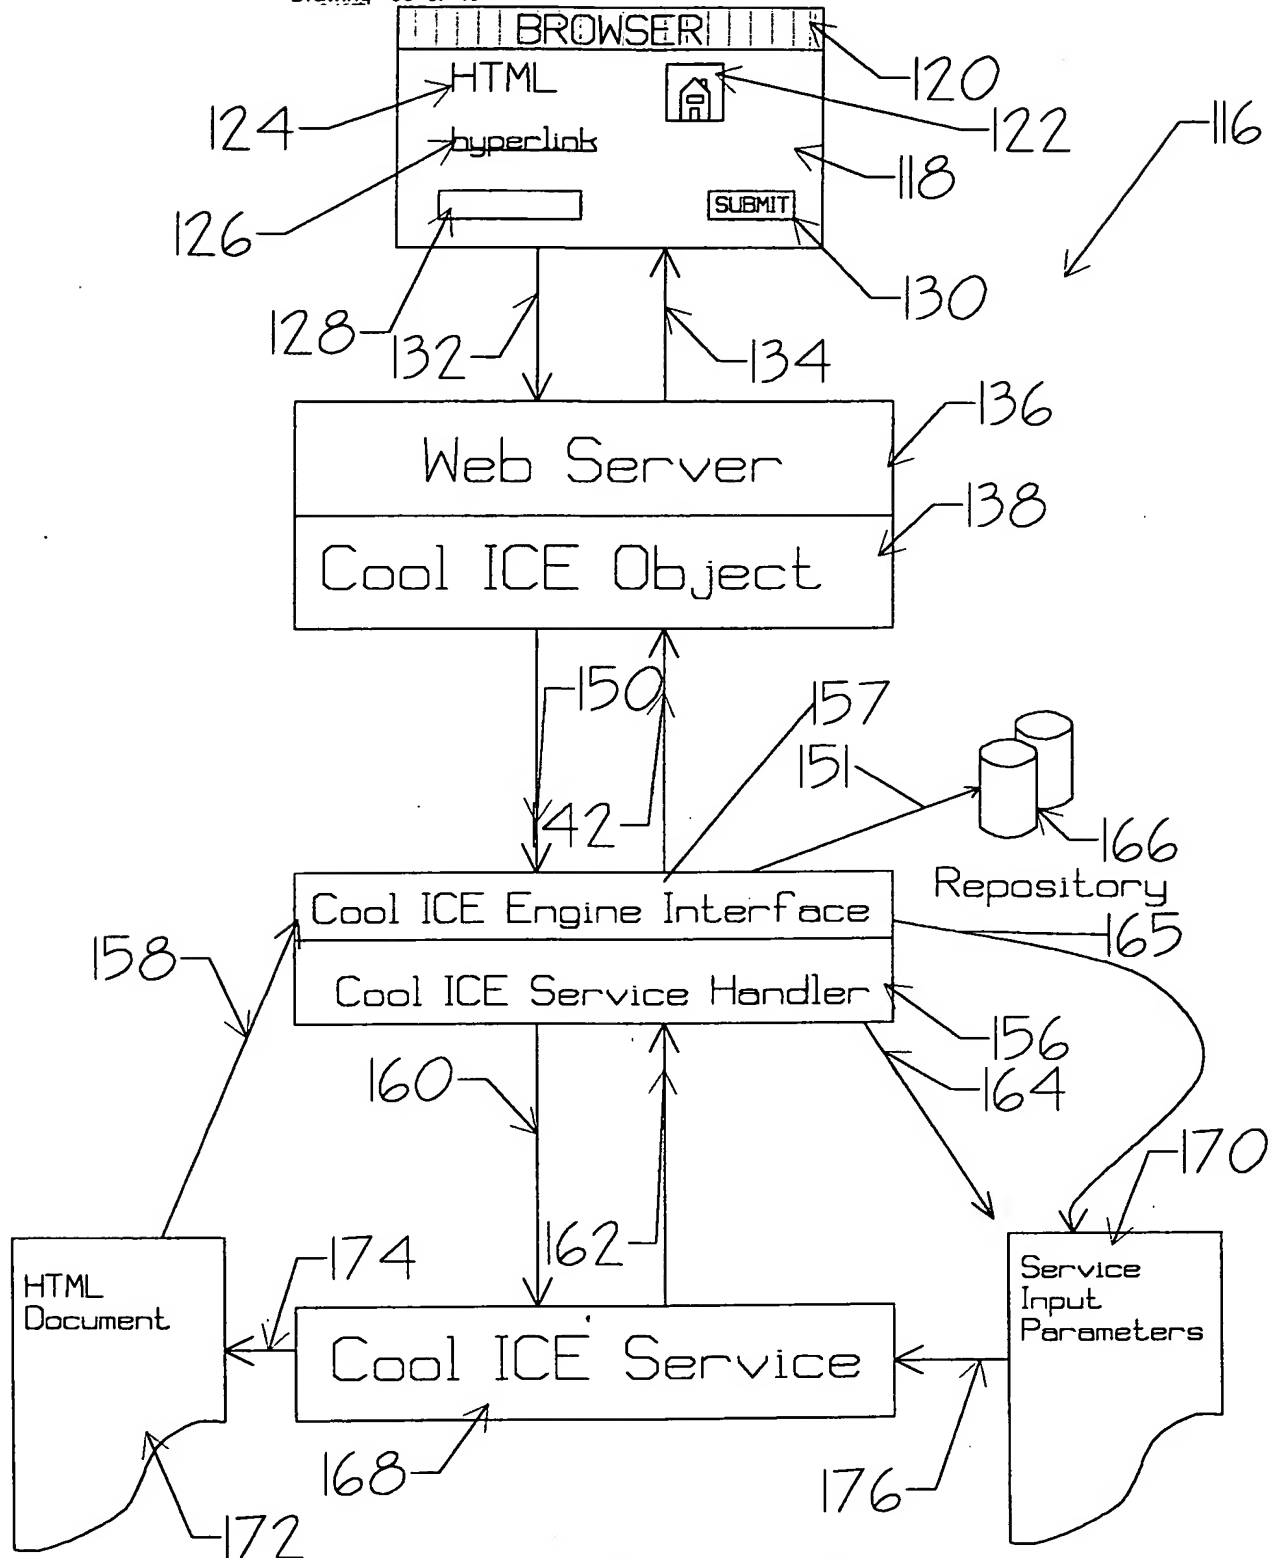 BROWSER
HTML
120
124
122
116
hyperlink
118
126
SUBMIT
130
128
132
134
136
Web Server
138
Cool ICE Object
150
157
151
42
166
Repository
Cool ICE Engine Interface
165
158
Cool ICE Service Handler
156
160
164
170
162
174
HTML
Document
Service
Input
Parameters
Cool ICE Service
168
176
172